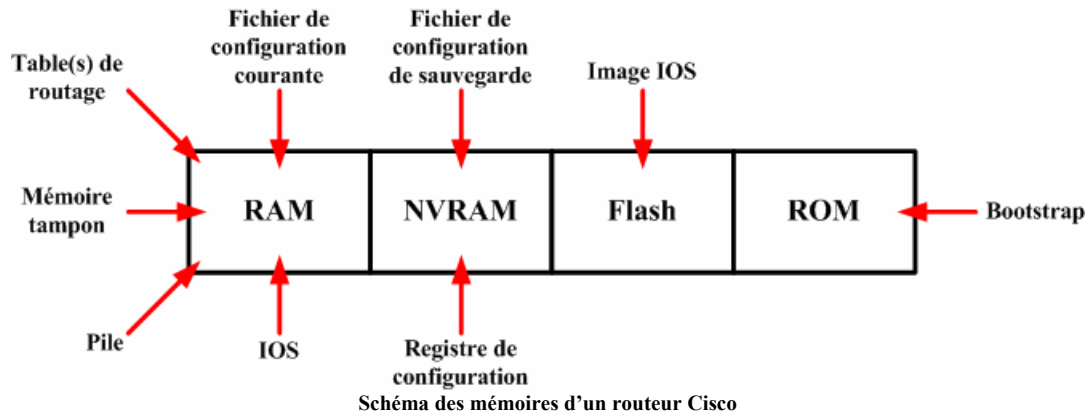 Fichier de
configuration
courante
Fichier de
configuration
de sauvegarde
Image IOS
Table(s) de
routage
Mémoire
tampon
RAM
NVRAM
Flash
ROM
Bootstrap
Pile
IOS
Registre de
configuration
Schéma des mémoires d'un routeur Cisco